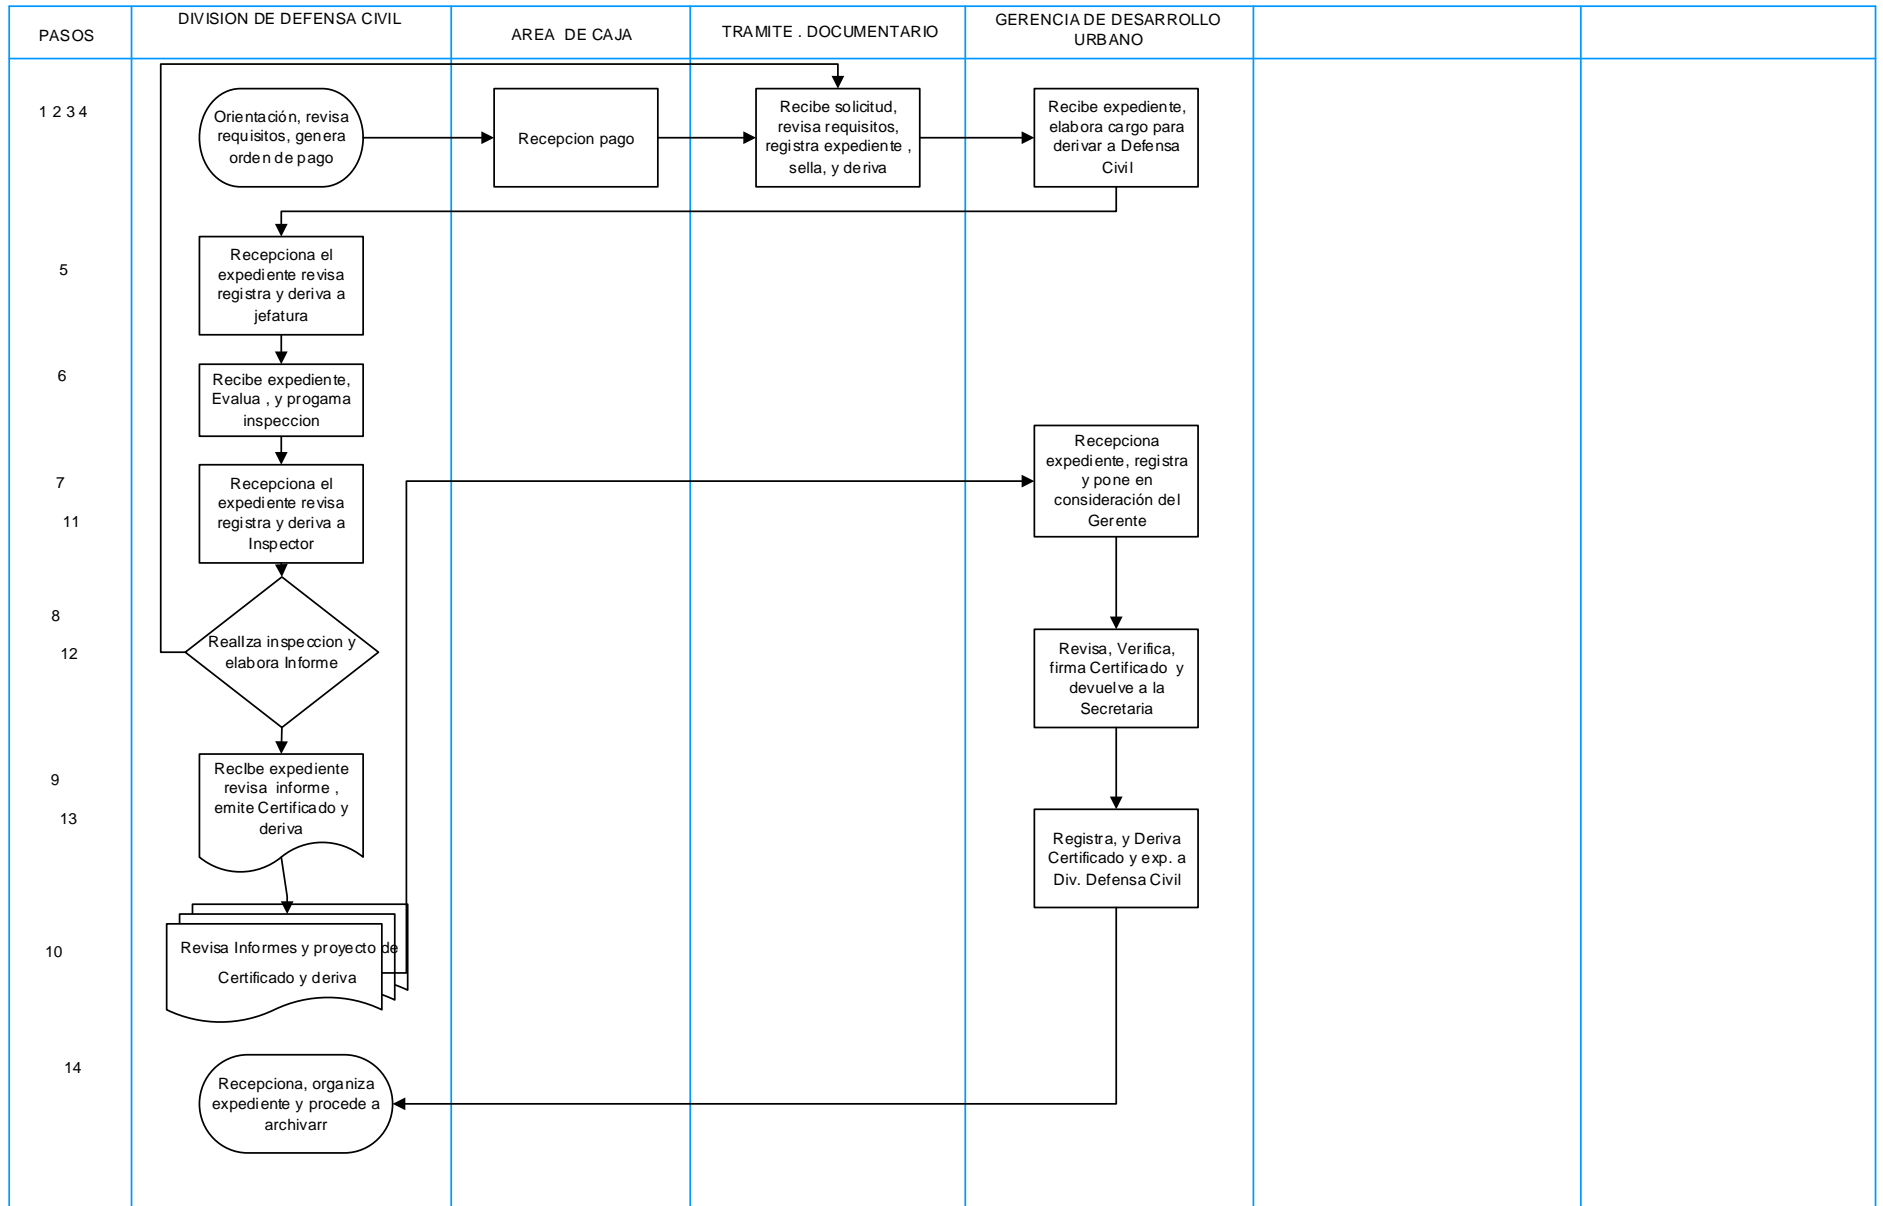 PASOS
DIVISION DE DEFENSA CIVIL
AREA DE CAJA
TRAMITE . DOCUMENTARIO
GERENCIA DE DESARROLLO
URBANO
1 2 3 4
Orientación, revisa
requisitos, genera
orden de pago
Recepcion pago
Recibe solicitud,
revisa requisitos,
registra expediente ,
sella, y deriva
Recibe expediente,
elabora cargo para
derivar a Defensa
Civil
5
Recepciona el
expediente revisa
registra y deriva a
jefatura
6
Recibe expediente,
Evalua , y progama
inspeccion
7
11
Recepciona el
expediente revisa
registra y deriva a
Inspector
Recepciona
expediente, registra
y pone en
consideración del
Gerente
8
12
RealIza inspeccion y
elabora Informe
Revisa, Verifica,
firma Certificado y
devuelve a la
Secretaria
9
13
RecIbe expediente
revisa informe ,
emite Certificado y
deriva
Registra, y Deriva
Certificado y exp. a
Div. Defensa Civil
10
Revisa Informes y proyecto de
Certificado y deriva
14
Recepciona, organiza
expediente y procede a
archivarr